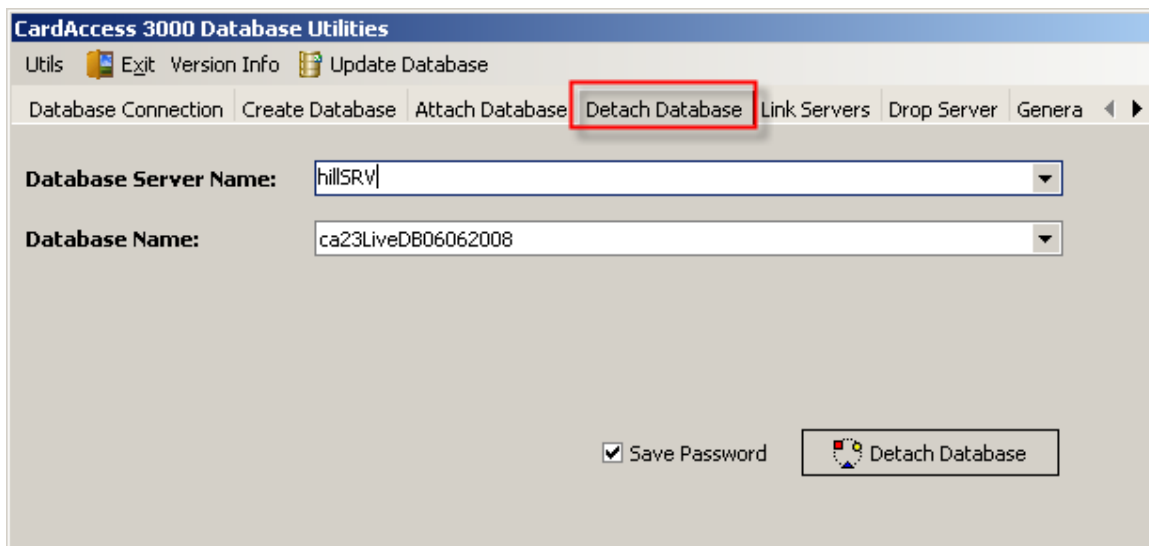 CardAccess 3000 Database Utilities
Utils Exit Version Info Update Database
Database Connection Create Database Attach Database Detach Database Link Servers Drop Server Genera
Database Server Name: hillSRV
Database Name: ca23LiveDB06062008
Save Password Detach Database